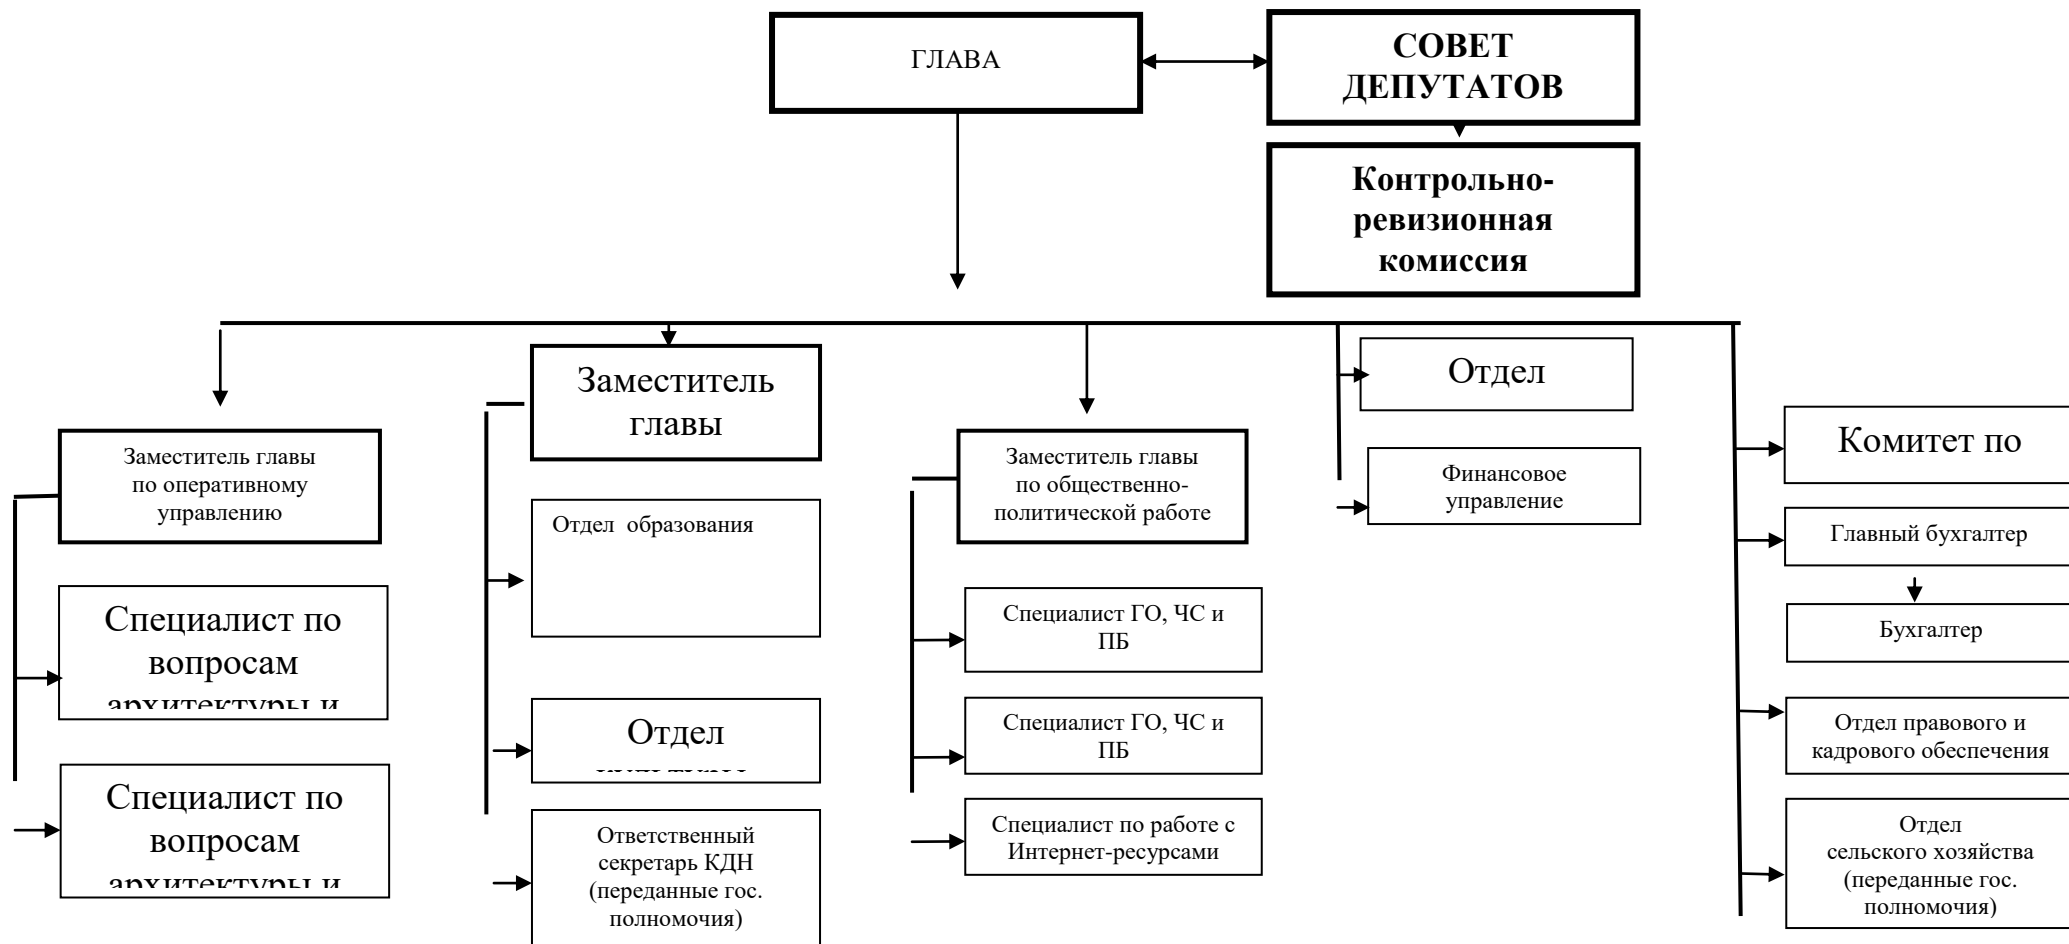 ГЛАВА
СОВЕТ
ДЕПУТАТОВ
Контрольно-
ревизионная
комиссия
Заместитель главы
по оперативному
управлению
Специалист по
вопросам
архитектуры и
Специалист по
вопросам
архитектуры и
Заместитель
главы
Отдел образования
Отдел
культуры
Ответственный
секретарь КДН
(переданные гос.
полномочия)
Заместитель главы
по общественно-
политической работе
Специалист ГО, ЧС и
ПБ
Специалист ГО, ЧС и
ПБ
Специалист по работе с
Интернет-ресурсами
Отдел
Финансовое
управление
Комитет по
Главный бухгалтер
Бухгалтер
Отдел правового и
кадрового обеспечения
Отдел
сельского хозяйства
(переданные гос.
полномочия)